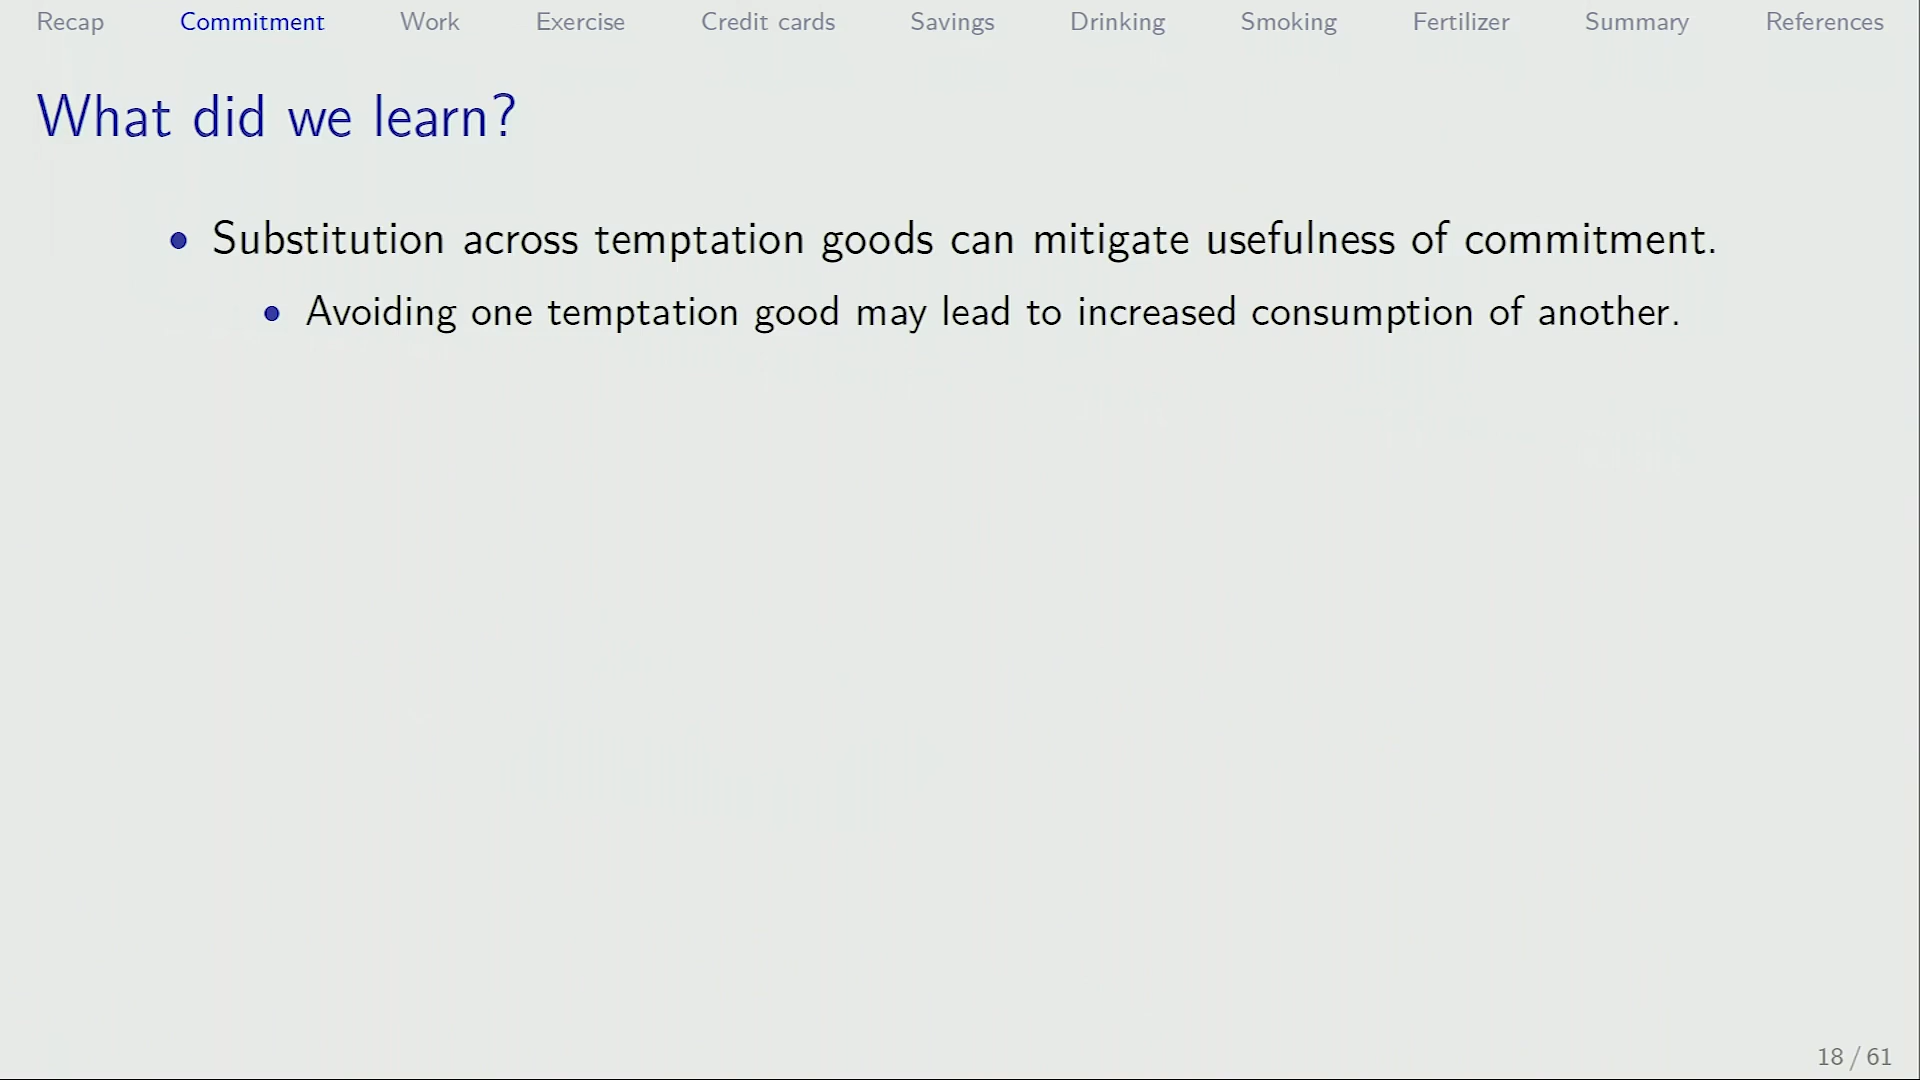 Recap Commitment Work Exercise Credit cards Savings Drinking Smoking Fertilizer Summary References
What did we learn?
• Substitution across temptation goods can mitigate usefulness of commitment.
• Avoiding one temptation good may lead to increased consumption of another.
18 / 61